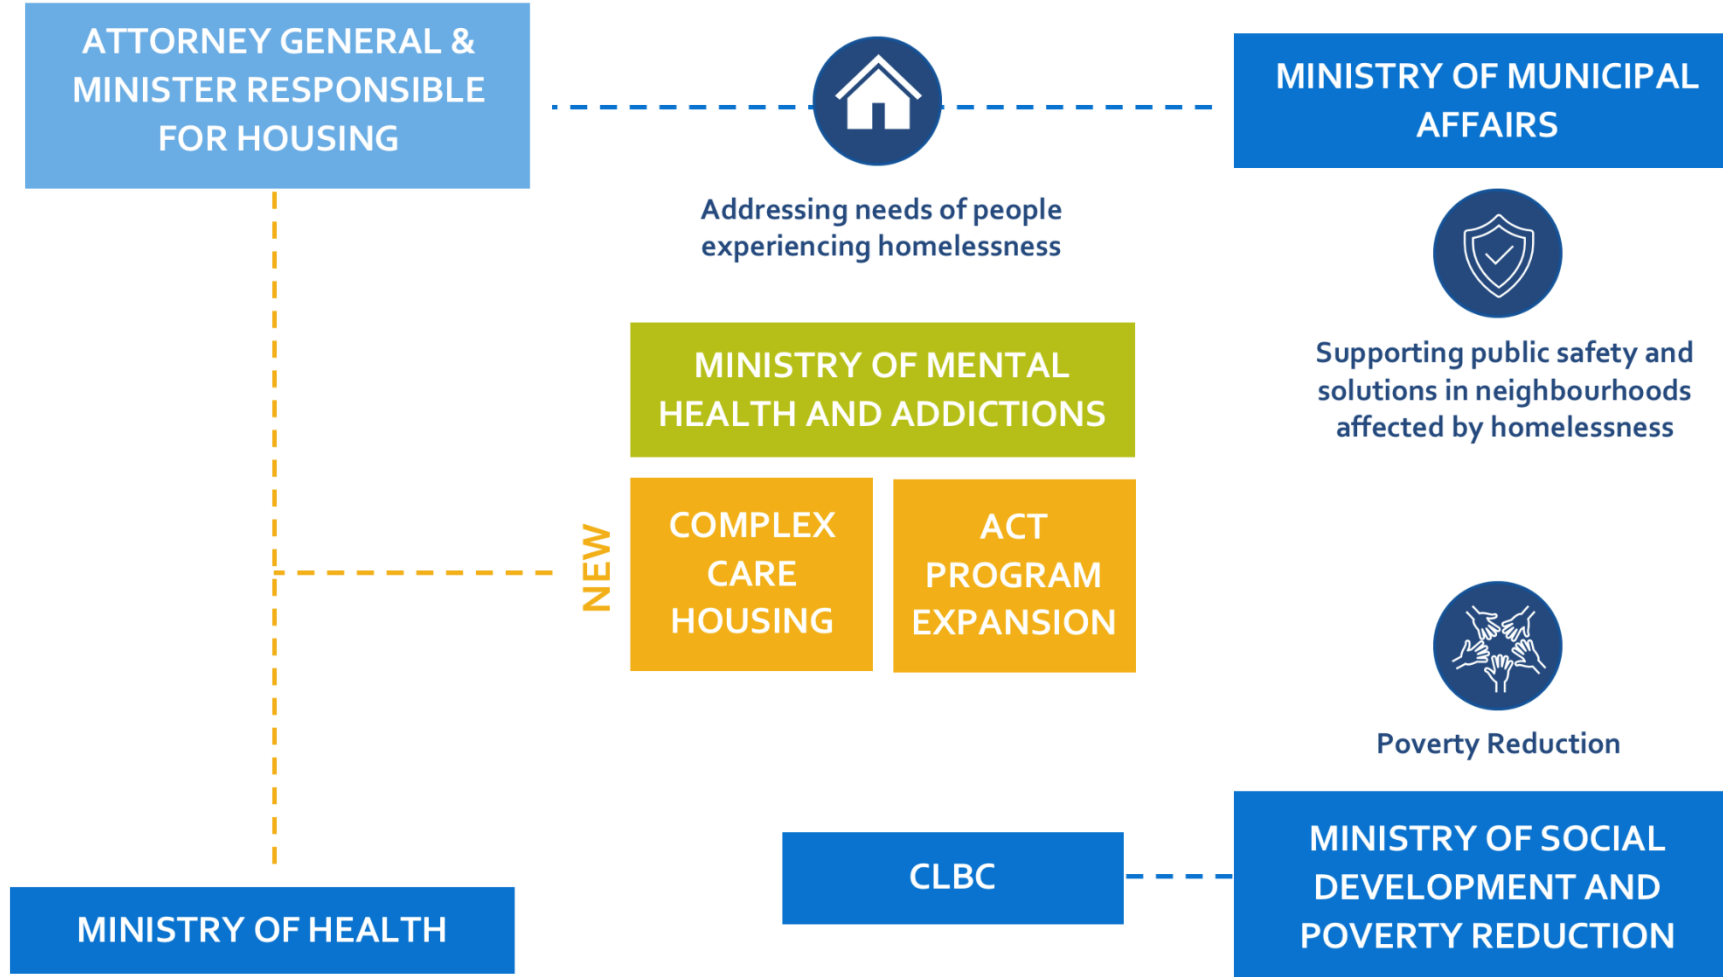 ATTORNEY GENERAL &
MINISTER RESPONSIBLE
FOR HOUSING
MINISTRY OF MUNICIPAL
AFFAIRS
Addressing needs of people
experiencing homelessness
Supporting public safety and
solutions in neighbourhoods
affected by homelessness
MINISTRY OF MENTAL
HEALTH AND ADDICTIONS
NEW
COMPLEX
CARE
HOUSING
ACT
PROGRAM
EXPANSION
Poverty Reduction
MINISTRY OF HEALTH
CLBC
MINISTRY OF SOCIAL
DEVELOPMENT AND
POVERTY REDUCTION